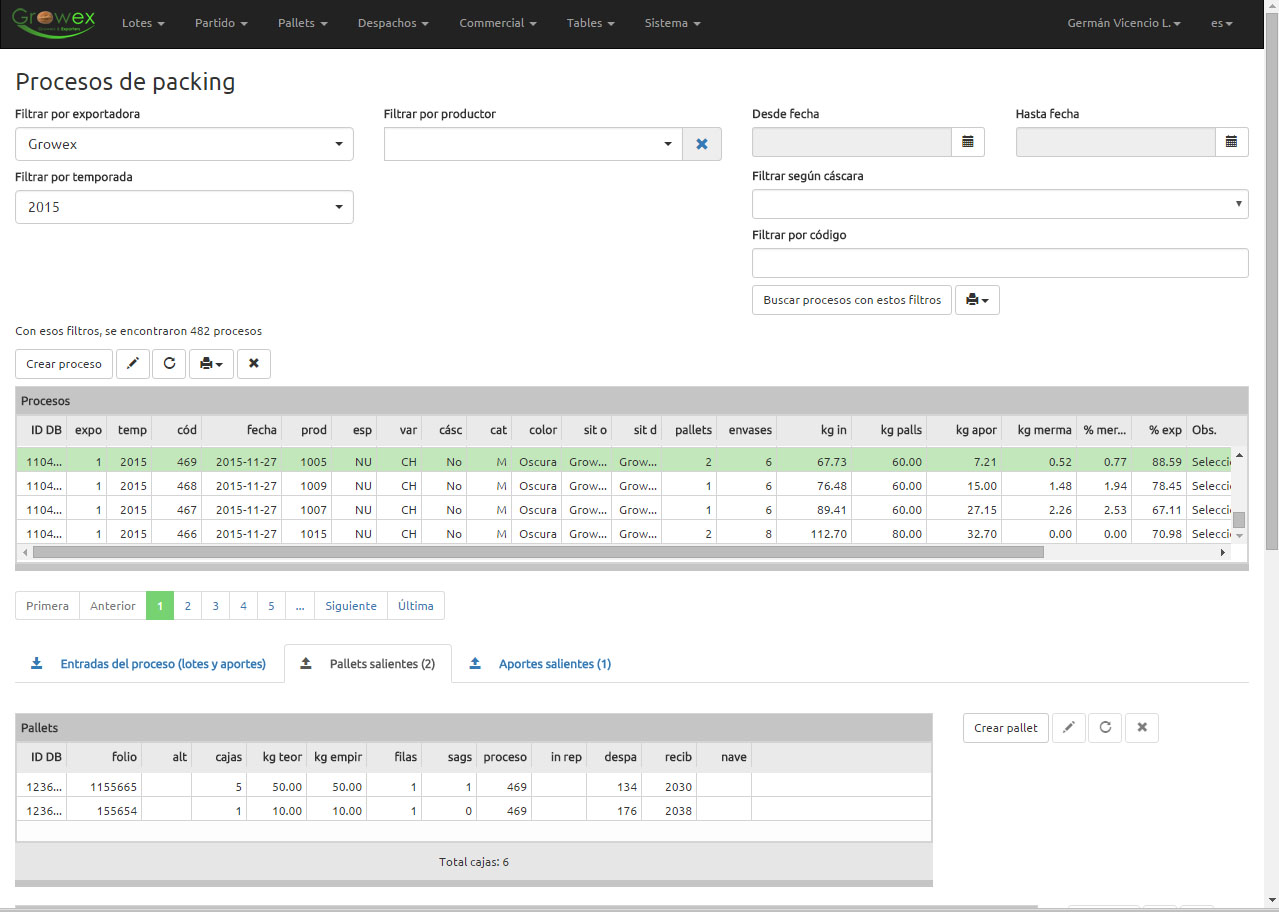 Growex
Lotes Partido Pallets Despachos Commercial Tables Sistema Germán Vicencio L. es
Procesos de packing
Filtrar por exportadora Filtrar por productor Desde fecha Hasta fecha
Growex
Filtrar por temporada Filtrar según cáscara
2015
Filtrar por código
Buscar procesos con estos filtros
Con esos filtros, se encontraron 482 procesos
Crear proceso
Procesos
ID DB expo temp cód fecha prod esp var cásc cat color sit o sit d pallets envases kg in kg palls kg apor kg merma % mer... % exp Obs.
1104... 1 2015 469 2015-11-27 1005 NU CH No M Oscura Grow... Grow... 2 6 67.73 60.00 7.21 0.52 0.77 88.59 Selecci
1104... 1 2015 468 2015-11-27 1009 NU CH No M Oscura Grow... Grow... 1 6 76.48 60.00 15.00 1.48 1.94 78.45 Selecci
1104... 1 2015 467 2015-11-27 1007 NU CH No M Oscura Grow... Grow... 1 6 89.41 60.00 27.15 2.26 2.53 67.11 Selecci
1104... 1 2015 466 2015-11-27 1015 NU CH No M Oscura Grow... Grow... 2 8 112.70 80.00 32.70 0.00 0.00 70.98 Selecci
Primera Anterior 1 2 3 4 5 ... Siguiente Última
Entradas del proceso (lotes y aportes) Pallets salientes (2) Aportes salientes (1)
Pallets Crear pallet
ID DB folio alt cajas kg teor kg empir filas sags proceso in rep despa recib nave
1236... 1155665 5 50.00 50.00 1 1 469 134 2030
1236... 155654 1 10.00 10.00 1 0 469 176 2038
Total cajas: 6